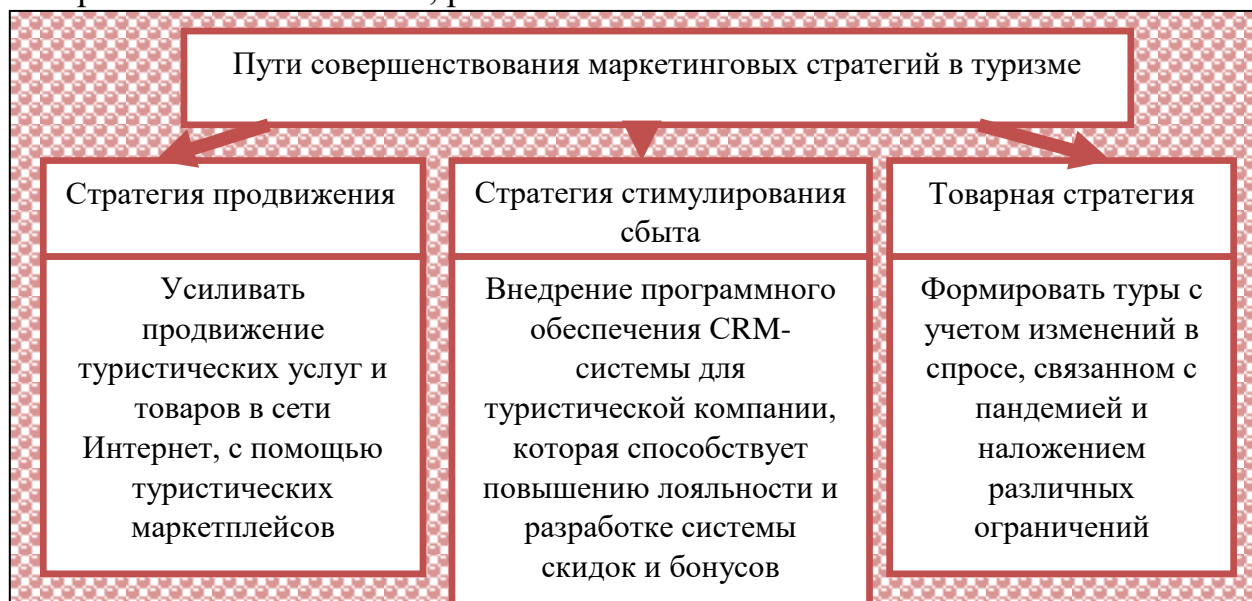 Пути совершенствования маркетинговых стратегий в туризме
Стратегия продвижения
Усиливать
продвижение
туристических услуг и
товаров в сети
Интернет, с помощью
туристических
маркетплейсов
Стратегия стимулирования
сбыта
Внедрение программного
обеспечения CRM-
системы для
туристической компании,
которая способствует
повышению лояльности и
разработке системы
скидок и бонусов
Товарная стратегия
Формировать туры с
учетом изменений в
спросе, связанном с
пандемией и
наложением
различных
ограничений